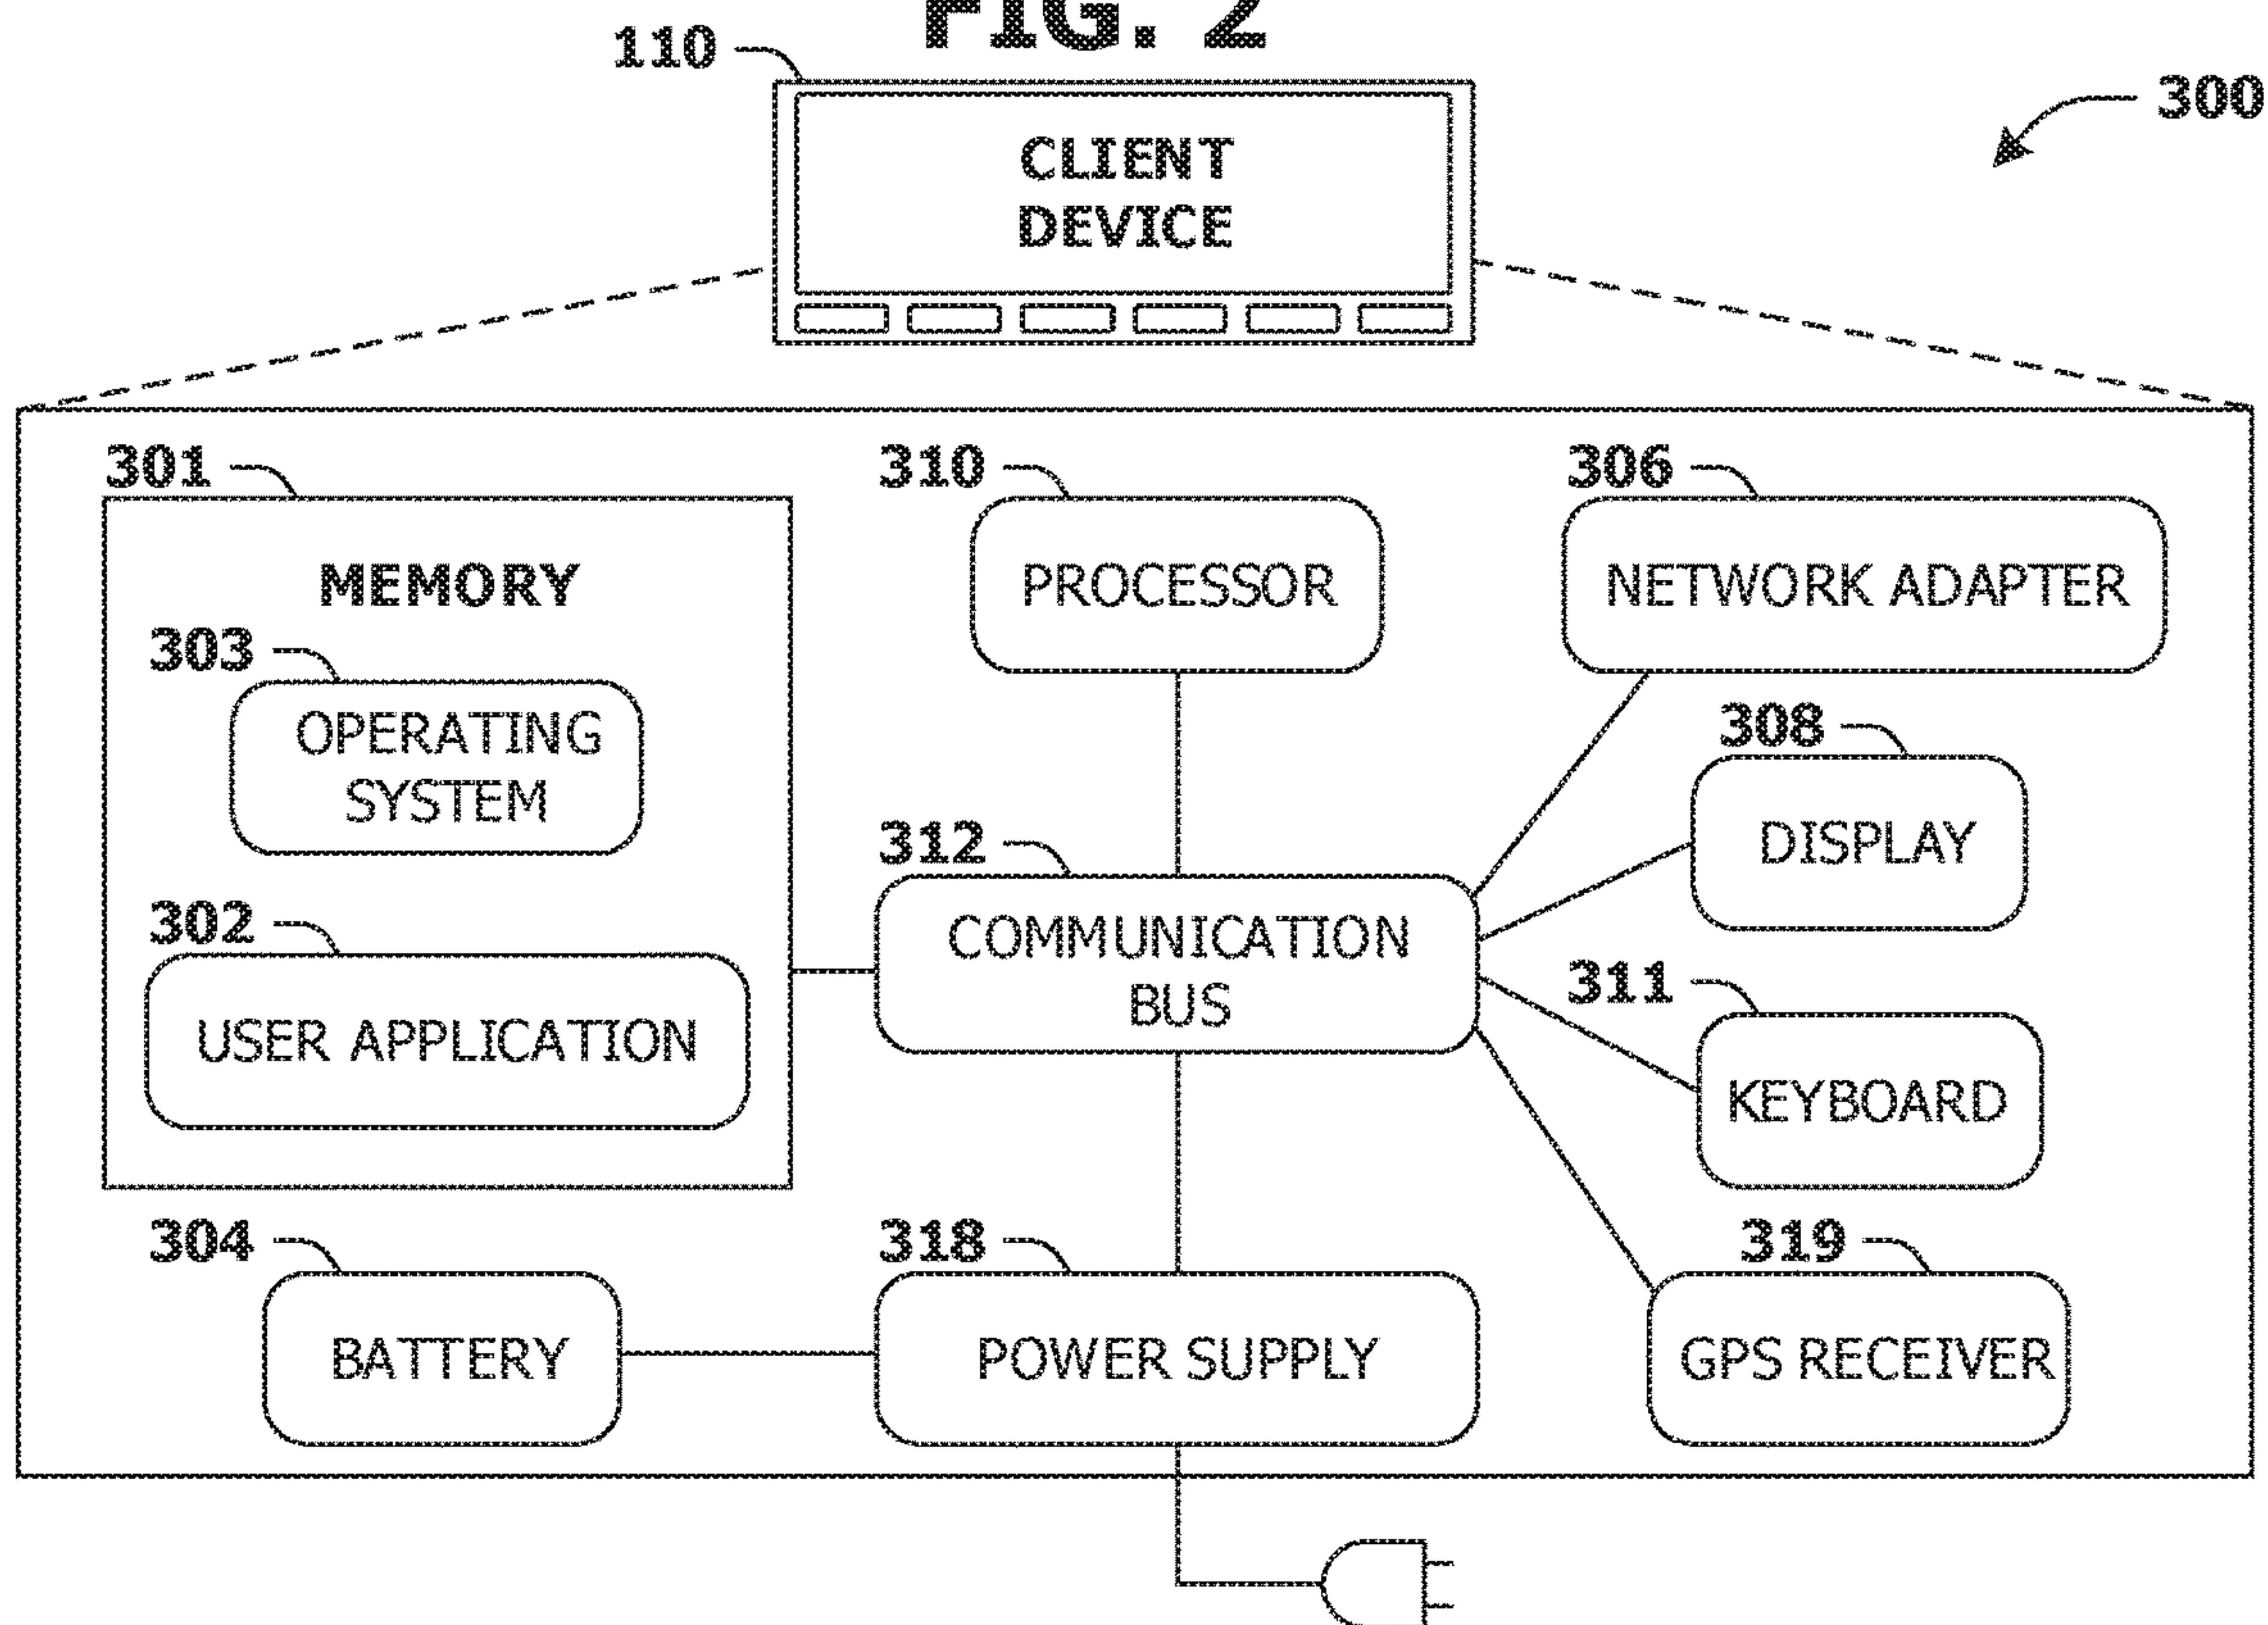 FIG. 2
110
300
CLIENT
DEVICE
301
310
306
MEMORY
PROCESSOR
NETWORK ADAPTER
303
OPERATING
SYSTEM
308
DISPLAY
312
COMMUNICATION
BUS
302
USER APPLICATION
311
KEYBOARD
304
318
319
BATTERY
POWER SUPPLY
GPS RECEIVER